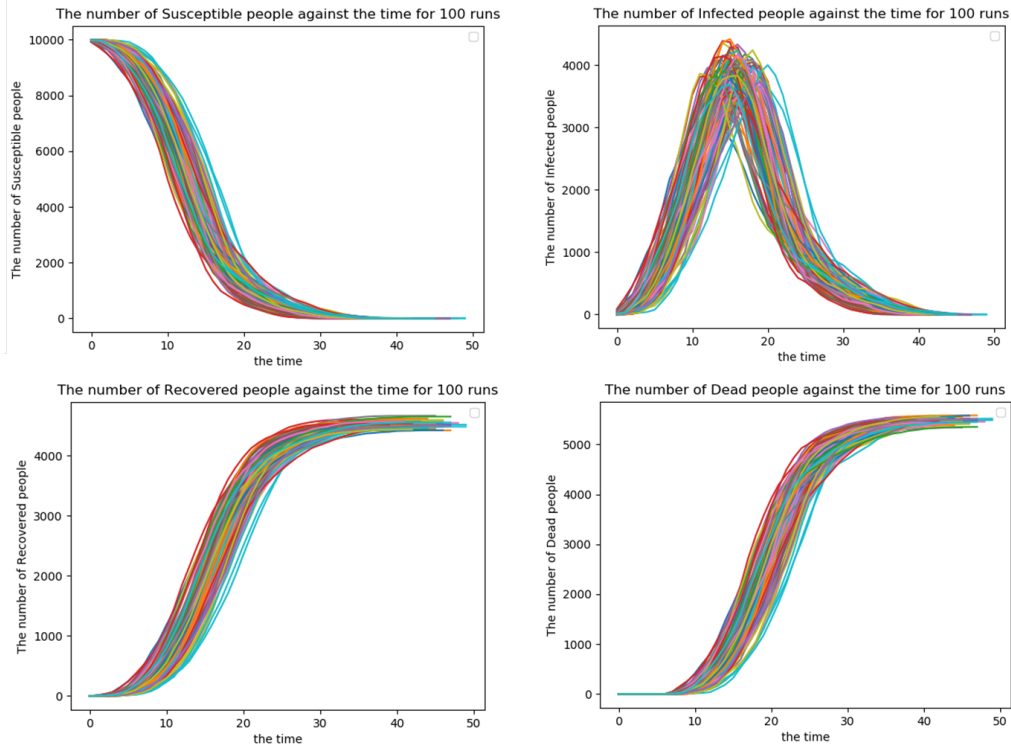 The number of Susceptible people against the time for 100 runs
10000
8000
6000
4000
2000
0
The number of Susceptible people
0 10 20 30 40 50
the time
The number of Infected people against the time for 100 runs
4000
3000
2000
1000
0
The number of Infected people
0 10 20 30 40 50
the time
The number of Recovered people against the time for 100 runs
4000
3000
2000
1000
0
The number of Recovered people
0 10 20 30 40 50
the time
The number of Dead people against the time for 100 runs
5000
4000
3000
2000
1000
0
The number of Dead people
0 10 20 30 40 50
the time